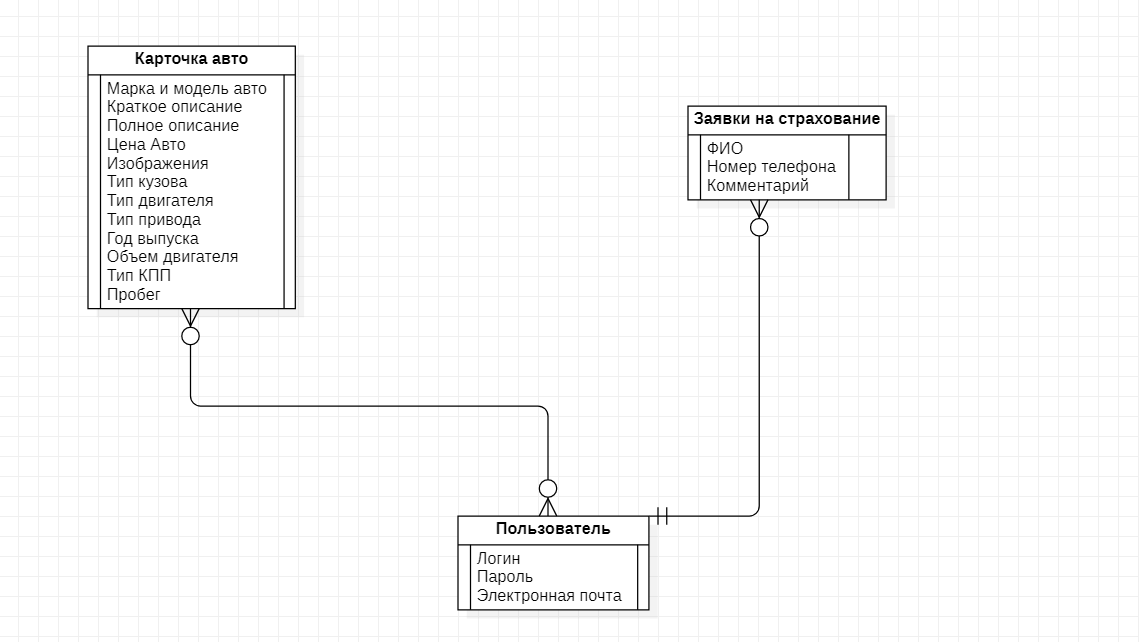 Карточка авто
Марка и модель авто
Краткое описание
Полное описание
Цена Авто
Изображения
Тип кузова
Тип двигателя
Тип привода
Год выпуска
Объем двигателя
Тип КПП
Пробег
Заявки на страхование
ФИО
Номер телефона
Комментарий
Пользователь
Логин
Пароль
Электронная почта